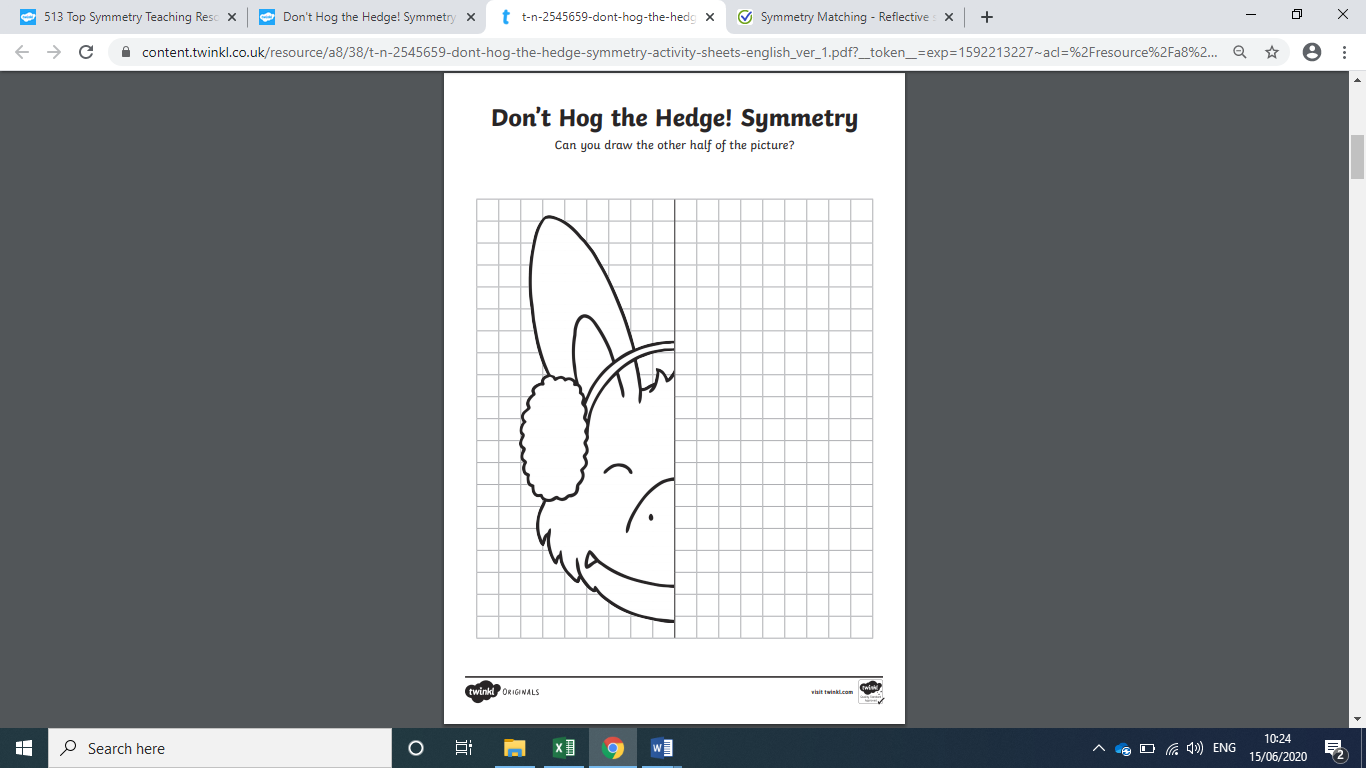 513 Top Symmetry Teaching Resc
Don't Hog the Hedge! Symmetry
t-n-2545659-dont-hog-the-hedg
Symmetry Matching - Reflective s
content.twinkl.co.uk/resource/a8/38/t-n-2545659-dont-hog-the-hedge-symmetry-activity-sheets-english_ver_1.pdf?__token__=exp=1592213227~acl=%2Fresource%2Fa8%2...
Don't Hog the Hedge! Symmetry
Can you draw the other half of the picture?
twinkl ORIGINALS
visit twinkl.com
twinkl
Search here
ENG
10:24
15/06/2020
2